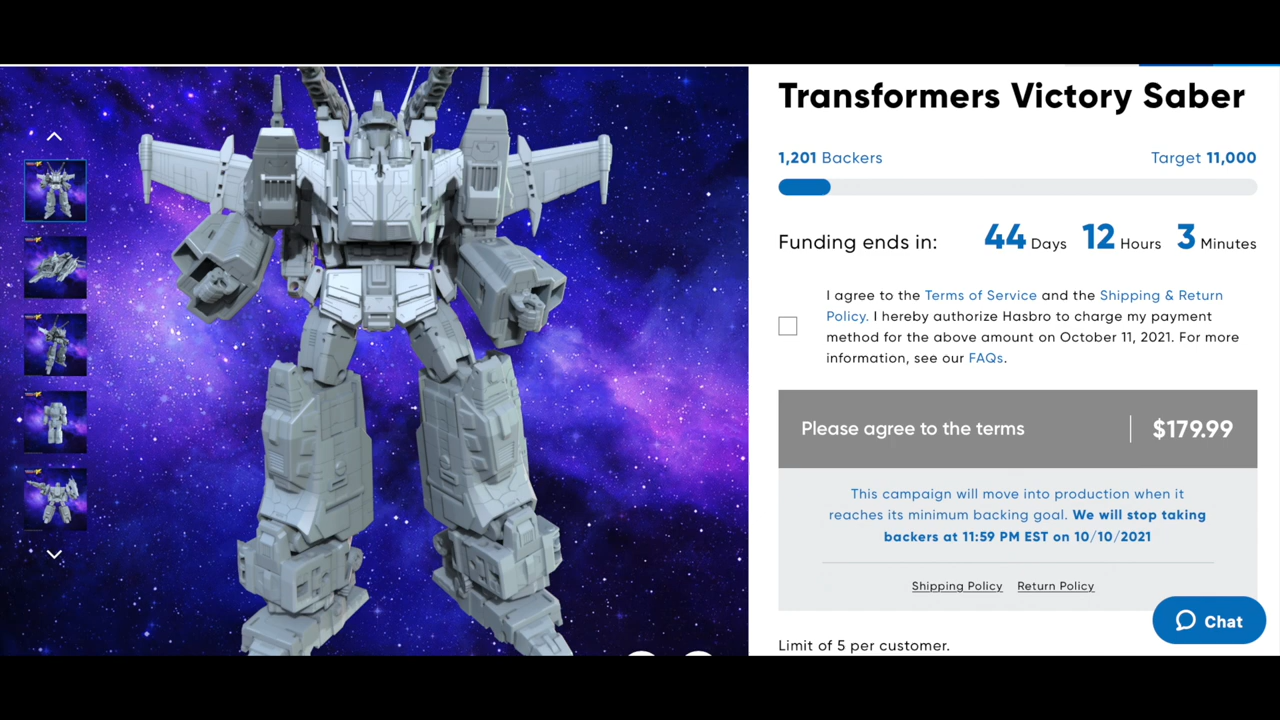 Transformers Victory Saber
1,201 Backers
Target 11,000
Funding ends in: 44 Days 12 Hours 3 Minutes
I agree to the Terms of Service and the Shipping & Return
Policy. I hereby authorize Hasbro to charge my payment
method for the above amount on October 11, 2021. For more
information, see our FAQs.
Please agree to the terms
$179.99
This campaign will move into production when it
reaches its minimum backing goal. We will stop taking
backers at 11:59 PM EST on 10/10/2021
Shipping Policy
Return Policy
Chat
Limit of 5 per customer.